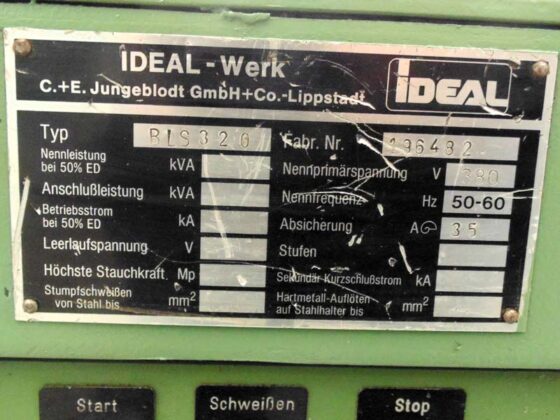 IDEAL-Werk
C.+E. Jungeblodt GmbH+Co.-Lippstadt
IDEAL
Typ BLS320
Nennleistung bei 50% ED kVA
Anschlußleistung kVA
Betriebsstrom bei 50% ED kA
Leerlaufspannung V
Höchste Stauchkraft Mp
Stumpfschweißen von Stahl bis mm²
Fabr. Nr. 496482
Nennprimärspannung V 380
Nennfrequenz Hz 50-60
Absicherung A 35
Stufen
Sekundär Kurzschlußstrom kA
Hartmetall-Auflöten auf Stahlhalter bis mm²
Start
Schweißen
Stop